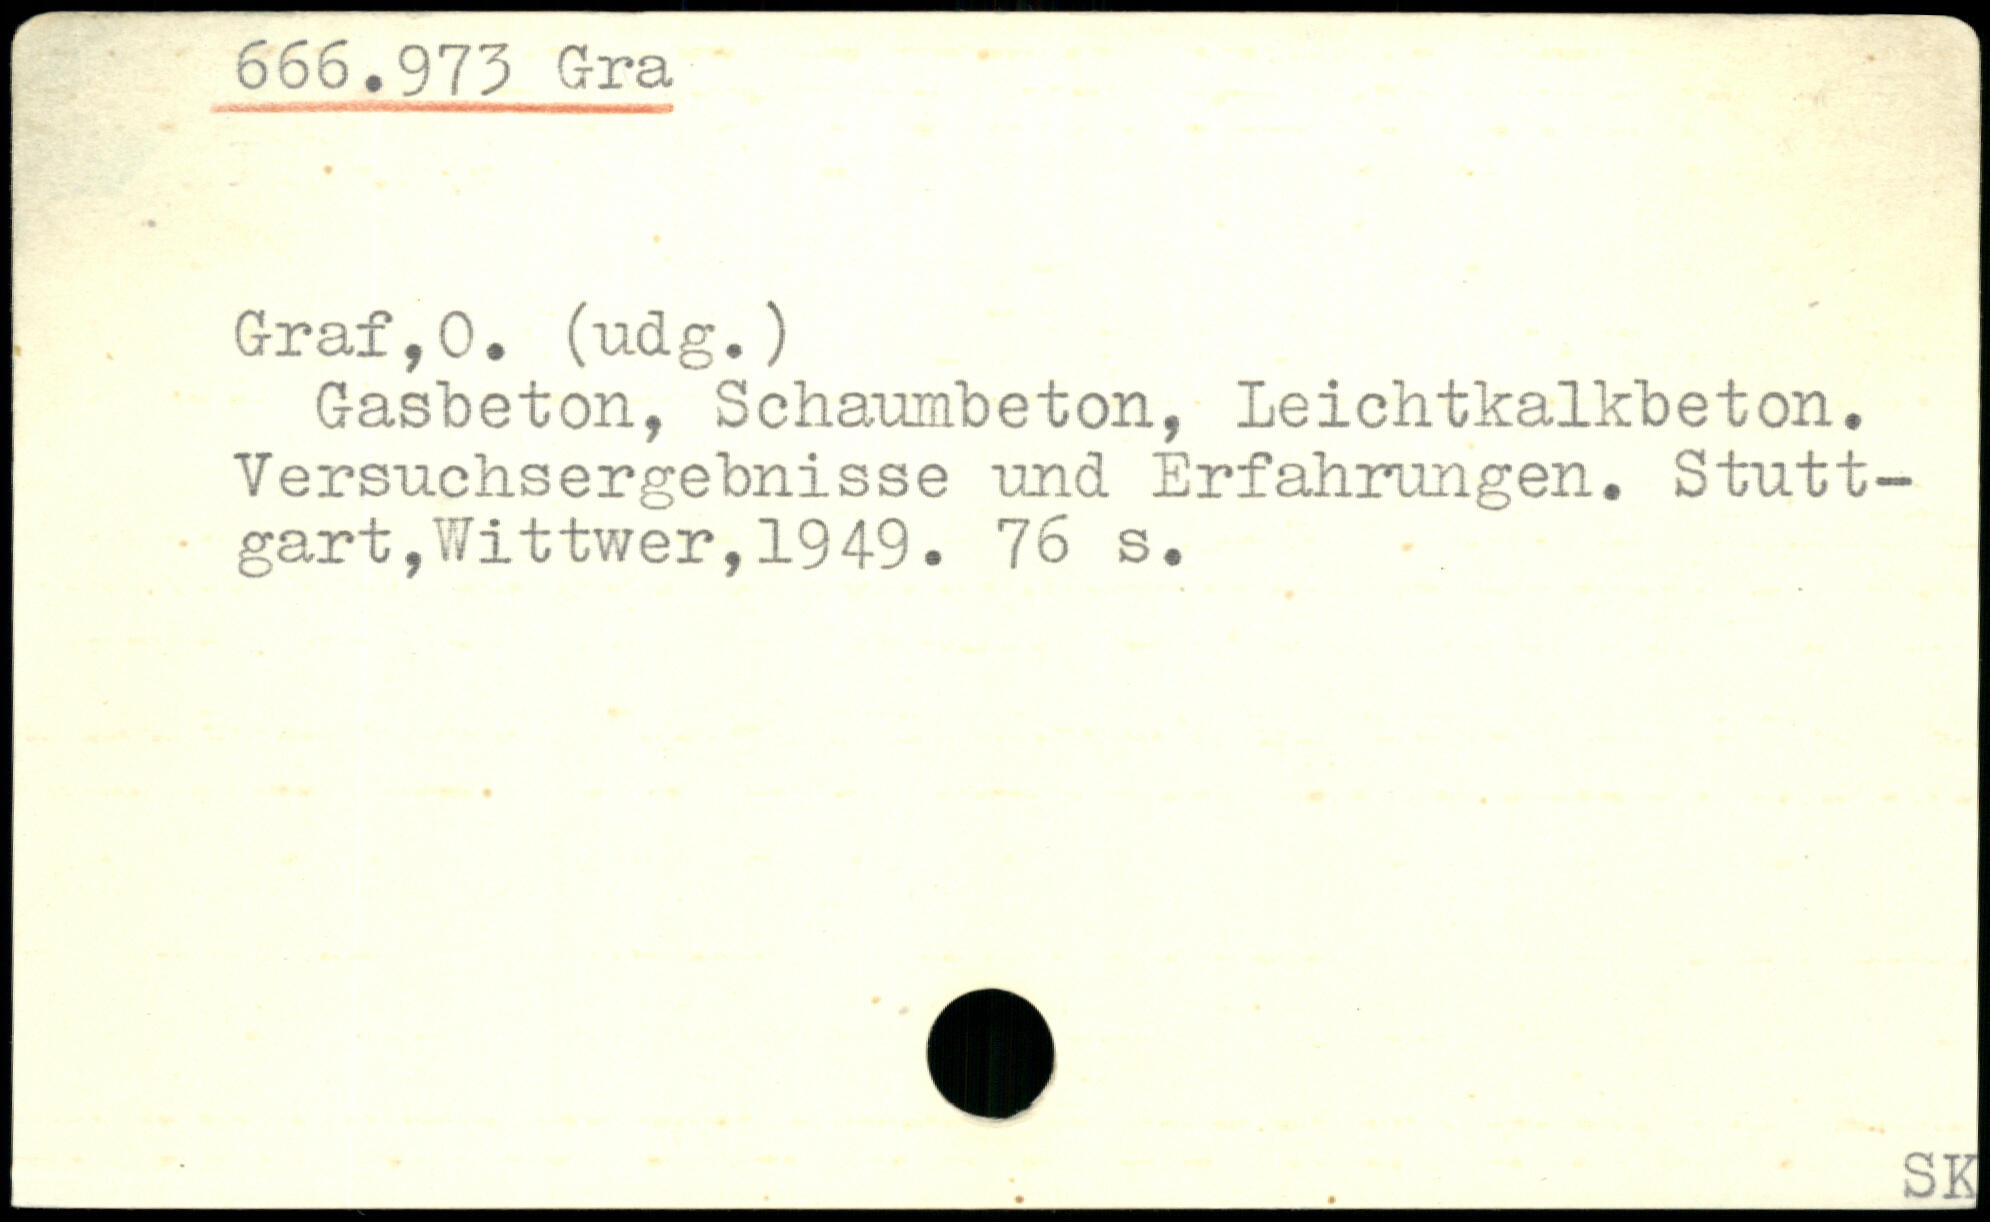 666.973 Gra
Graf,O. (udg.)
Gasbeton, Schaumbeton, Leichtkalkbeton.
Versuchsergebnisse und Erfahrungen. Stutt-
gart,Wittwer,1949. 76 s.
SK